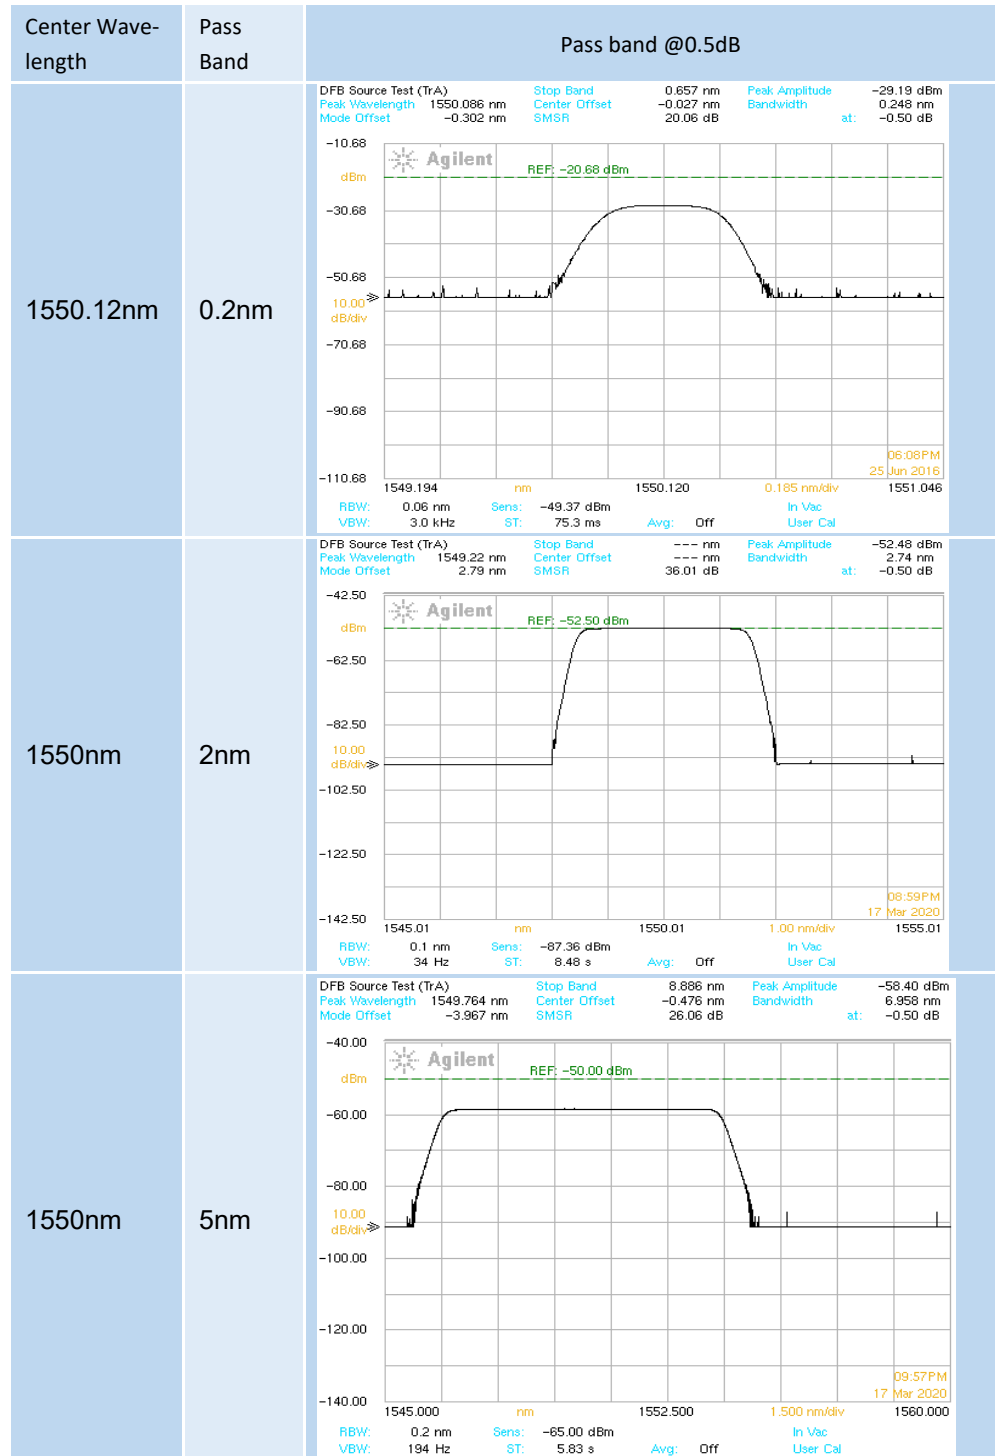 Center Wave-
length
Pass
Band
Pass band @0.5dB
1550.12nm
0.2nm
DFB Source Test (TrA) Stop Band 0.657 nm Peak Amplitude -29.19 dBm
Peak Wavelength 1550.086 nm Center Offset -0.027 nm Bandwidth 0.248 nm
Mode Offset -0.302 nm SMSR 20.06 dB at: -0.50 dB
-10.68
Agilent
REF: -20.68 dBm
dBm
-30.68
-50.68
10.00
dB/div
-70.68
-90.68
06:08PM
25 Jun 2016
-110.68
1549.194 nm 1550.120 0.185 nm/div 1551.046
RBW: 0.06 nm Sens: -49.37 dBm In Vac
VBW: 3.0 kHz ST: 75.3 ms Avg: Off User Cal
1550nm
2nm
DFB Source Test (TrA) Stop Band --- nm Peak Amplitude -52.48 dBm
Peak Wavelength 1549.22 nm Center Offset --- nm Bandwidth 2.74 nm
Mode Offset 2.79 nm SMSR 36.01 dB at: -0.50 dB
-42.50
Agilent
REF: -52.50 dBm
dBm
-62.50
-82.50
10.00
dB/div
-102.50
-122.50
08:59PM
17 Mar 2020
-142.50
1545.01 nm 1550.01 1.00 nm/div 1555.01
RBW: 0.1 nm Sens: -87.36 dBm In Vac
VBW: 34 Hz ST: 8.48 s Avg: Off User Cal
1550nm
5nm
DFB Source Test (TrA) Stop Band 8.886 nm Peak Amplitude -58.40 dBm
Peak Wavelength 1549.764 nm Center Offset -0.476 nm Bandwidth 6.958 nm
Mode Offset -3.967 nm SMSR 26.06 dB at: -0.50 dB
-40.00
Agilent
REF: -50.00 dBm
dBm
-60.00
-80.00
10.00
dB/div
-100.00
-120.00
09:57PM
17 Mar 2020
-140.00
1545.000 nm 1552.500 1.500 nm/div 1560.000
RBW: 0.2 nm Sens: -65.00 dBm In Vac
VBW: 194 Hz ST: 5.83 s Avg: Off User Cal